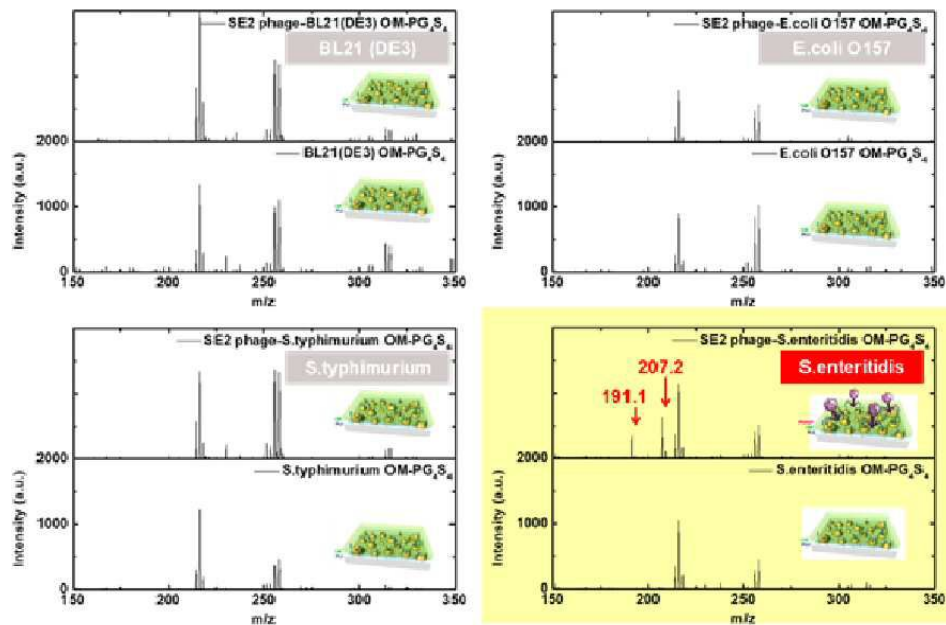 SE2 phage-BL21(DE3) OM-PG₄S₄
BL21 (DE3)
2000
BL21(DE3) OM-PG₄S₄
1000
0
150 200 250 300 350
m/z
Intensity (a.u.)
SE2 phage-E.coli O157 OM-PG₄S₄
E.coli O157
2000
E.coli O157 OM-PG₄S₄
1000
0
150 200 250 300 350
m/z
Intensity (a.u.)
SE2 phage-S.typhimurium OM-PG₄S₄
S.typhimurium
2000
S.typhimurium OM-PG₄S₄
1000
0
150 200 250 300 350
m/z
Intensity (a.u.)
SE2 phage-S.enteritidis OM-PG₄S₄
S.enteritidis
207.2
191.1
2000
S.enteritidis OM-PG₄S₄
1000
0
150 200 250 300 350
m/z
Intensity (a.u.)